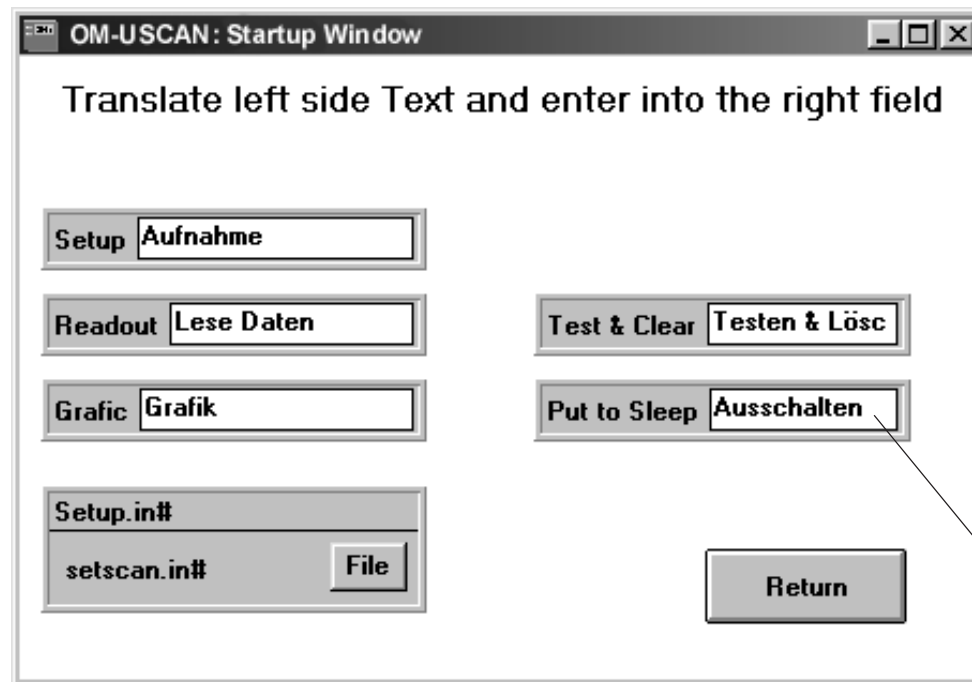 OM-USCAN: Startup Window
Translate left side Text and enter into the right field
Setup Aufnahme
Readout Lese Daten
Test & Clear Testen & Lösc
Grafic Grafik
Put to Sleep Ausschalten
Setup.in#
setscan.in# File
Return